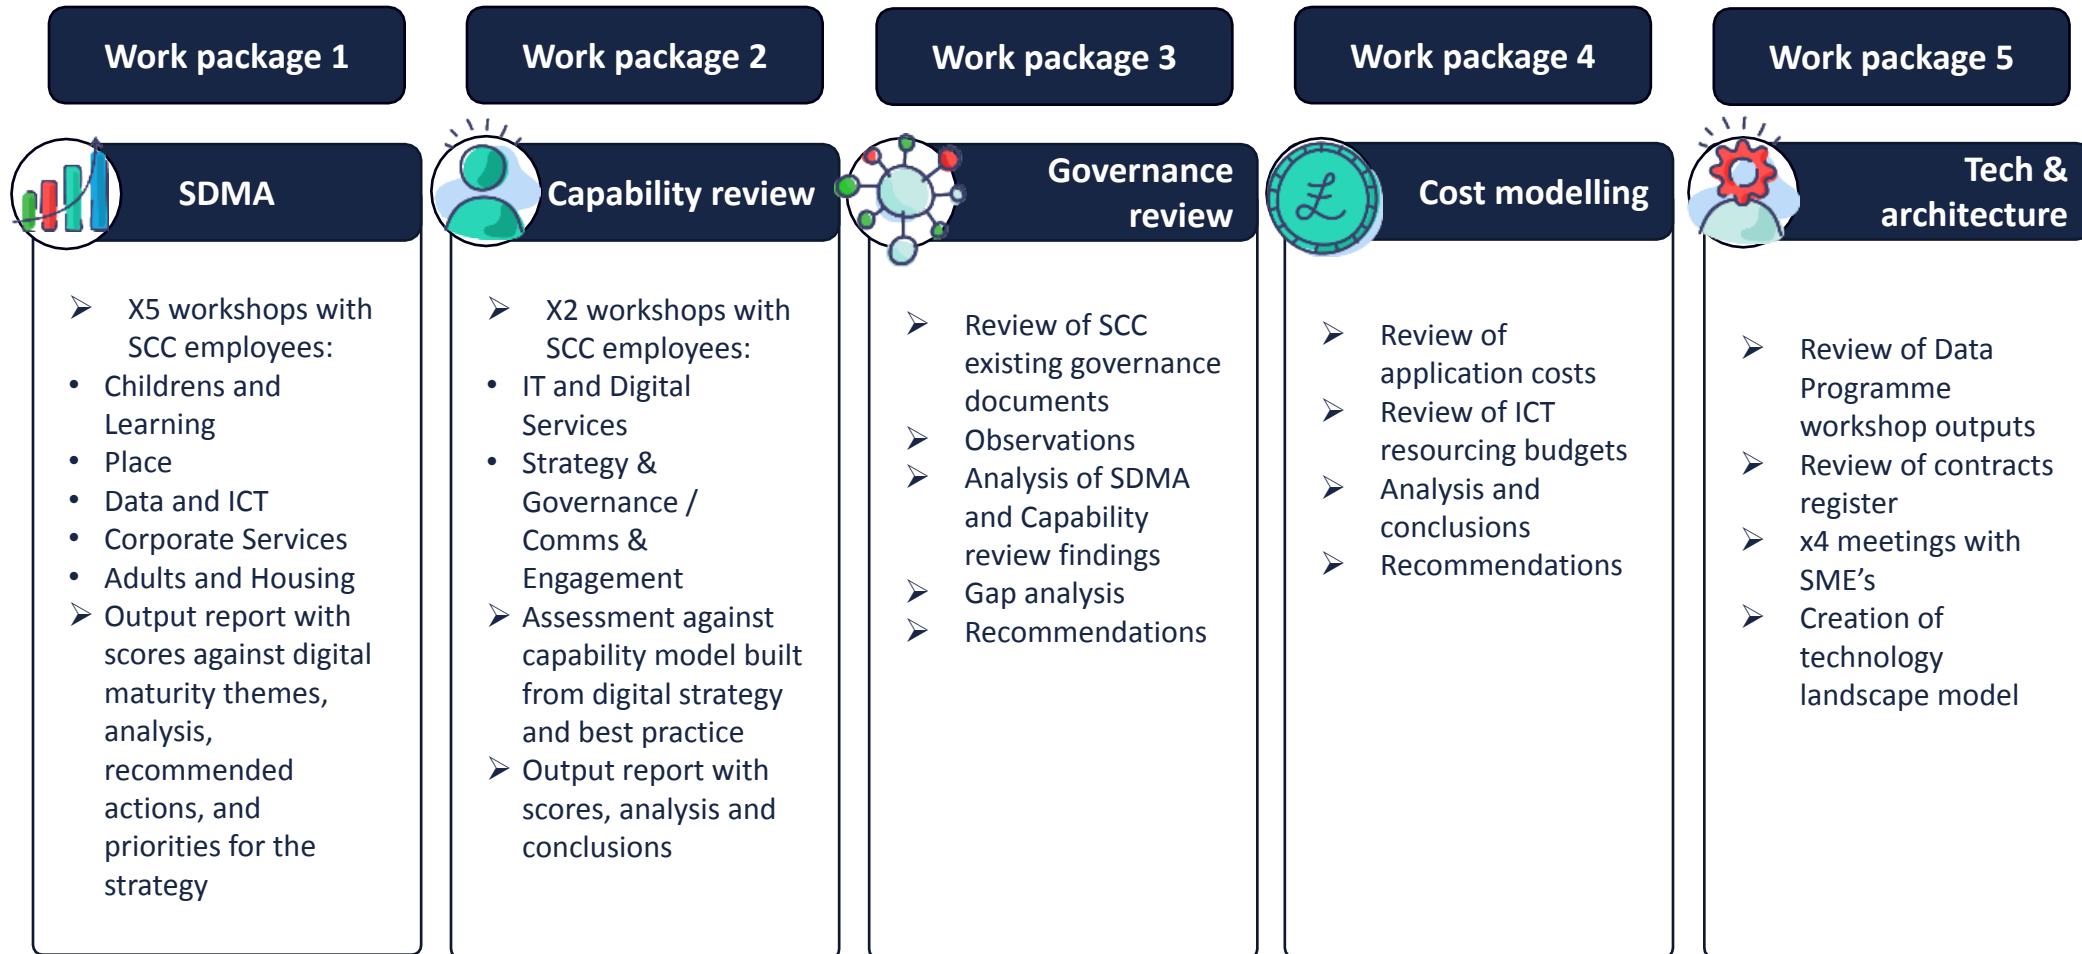 Work package 1
Work package 2
Work package 3
Work package 4
Work package 5
SDMA
➢ X5 workshops with
SCC employees:
• Childrens and
Learning
• Place
• Data and ICT
• Corporate Services
• Adults and Housing
➢ Output report with
scores against digital
maturity themes,
analysis,
recommended
actions, and
priorities for the
strategy
Capability review
➢ X2 workshops with
SCC employees:
• IT and Digital
Services
• Strategy &
Governance /
Comms &
Engagement
➢ Assessment against
capability model built
from digital strategy
and best practice
➢ Output report with
scores, analysis and
conclusions
Governance
review
➢ Review of SCC
existing governance
documents
➢ Observations
➢ Analysis of SDMA
and Capability
review findings
➢ Gap analysis
➢ Recommendations
£
Cost modelling
➢ Review of
application costs
➢ Review of ICT
resourcing budgets
➢ Analysis and
conclusions
➢ Recommendations
Tech &
architecture
➢ Review of Data
Programme
workshop outputs
➢ Review of contracts
register
➢ x4 meetings with
SME’s
➢ Creation of
technology
landscape model